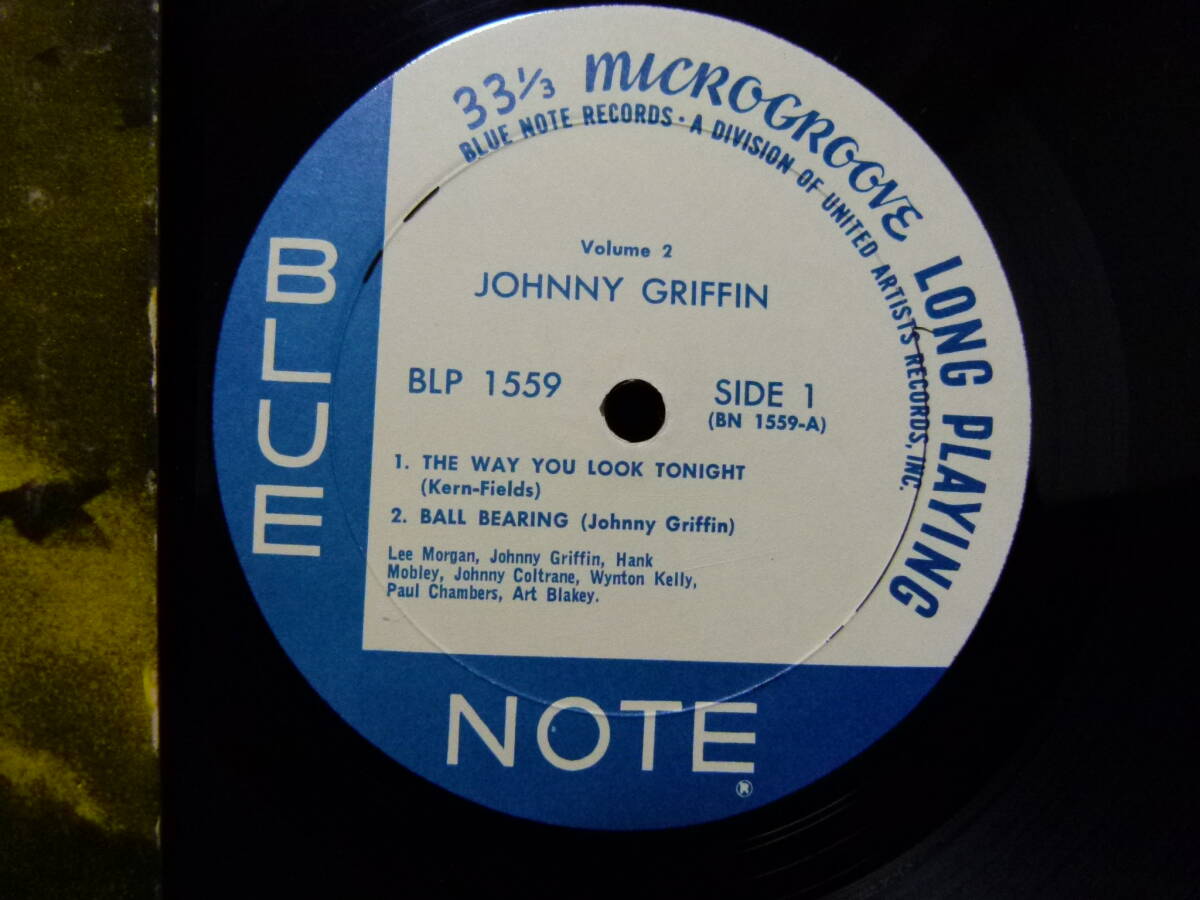 33⅓ MICROGROOVE LONG PLAYING
BLUE NOTE RECORDS · A DIVISION OF UNITED ARTISTS RECORDS, INC.
Volume 2
JOHNNY GRIFFIN
BLP 1559
SIDE 1
(BN 1559-A)
1. THE WAY YOU LOOK TONIGHT
(Kern-Fields)
2. BALL BEARING (Johnny Griffin)
Lee Morgan, Johnny Griffin, Hank
Mobley, Johnny Coltrane, Wynton Kelly,
Paul Chambers, Art Blakey.
BLUE
NOTE
®